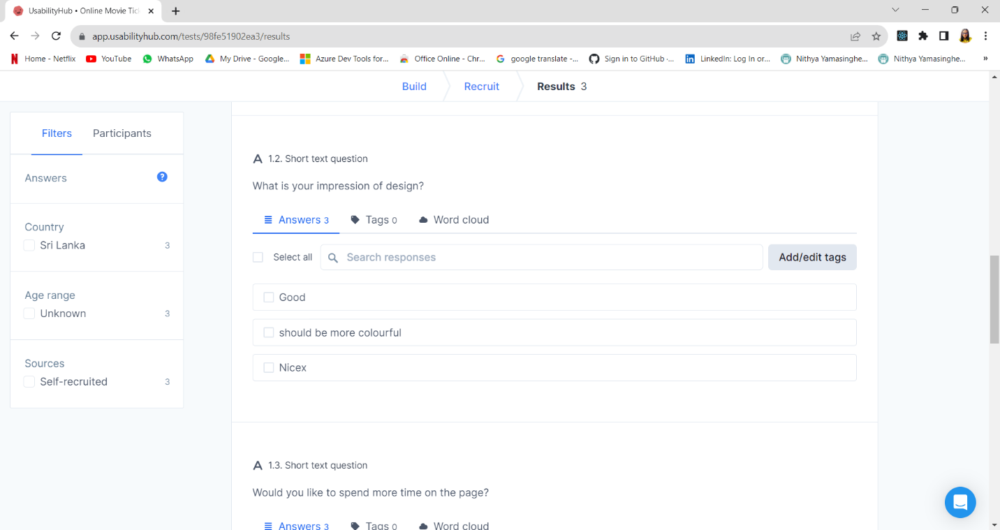 UsabilityHub • Online Movie Tic
app.usabilityhub.com/tests/98fe51902ea3/results
Home - Netflix YouTube WhatsApp My Drive - Google... Azure Dev Tools for... Office Online - Chr... google translate -... Sign in to GitHub ·... LinkedIn: Log In or... Nithya Yamasinghe... Nithya Yamasinghe... »
Build Recruit Results 3
Filters Participants
Answers ?
Country
Sri Lanka 3
Age range
Unknown 3
Sources
Self-recruited 3
A 1.2. Short text question
What is your impression of design?
Answers 3 Tags 0 Word cloud
Select all Search responses Add/edit tags
Good
should be more colourful
Nicex
A 1.3. Short text question
Would you like to spend more time on the page?
Answers 3 Tags 0 Word cloud